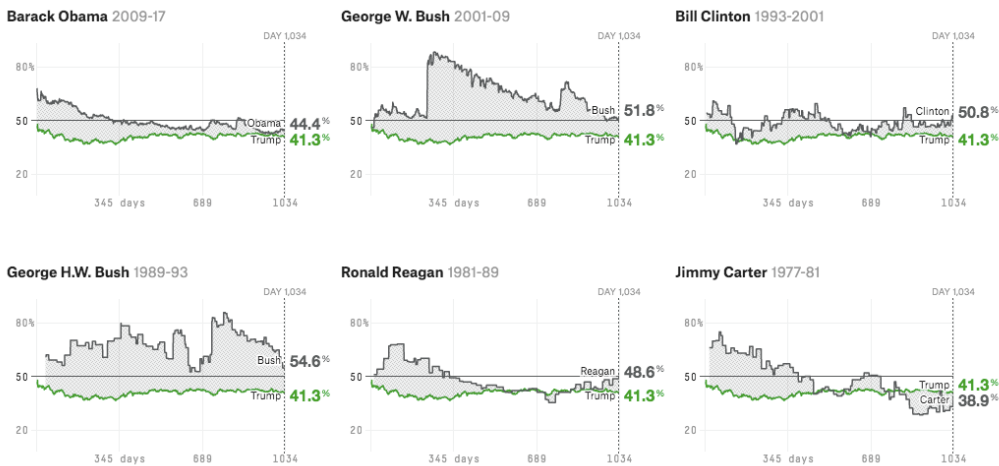 Barack Obama 2009-17
DAY 1,034
80%
50
20
Obama 44.4%
Trump 41.3%
345 days 689 1034
George W. Bush 2001-09
DAY 1,034
80%
50
20
Bush 51.8%
Trump 41.3%
345 days 689 1034
Bill Clinton 1993-2001
DAY 1,034
80%
50
20
Clinton 50.8%
Trump 41.3%
345 days 689 1034
George H.W. Bush 1989-93
DAY 1,034
80%
50
20
Bush 54.6%
Trump 41.3%
345 days 689 1034
Ronald Reagan 1981-89
DAY 1,034
80%
50
20
Reagan 48.6%
Trump 41.3%
345 days 689 1034
Jimmy Carter 1977-81
DAY 1,034
80%
50
20
Trump 41.3%
Carter 38.9%
345 days 689 1034